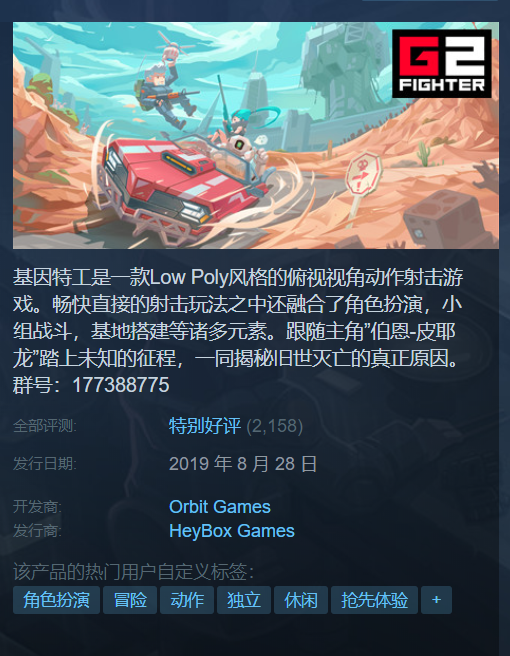 G2
FIGHTER
基因特工是一款Low Poly风格的俯视视角动作射击游
戏。畅快直接的射击玩法之中还融合了角色扮演，小
组战斗，基地搭建等诸多元素。跟随主角”伯恩-皮耶
龙”踏上未知的征程，一同揭秘旧世灭亡的真正原因。
群号：177388775
全部评测: 特别好评 (2,158)
发行日期: 2019 年 8 月 28 日
开发商: Orbit Games
发行商: HeyBox Games
该产品的热门用户自定义标签：
角色扮演 冒险 动作 独立 休闲 抢先体验 +